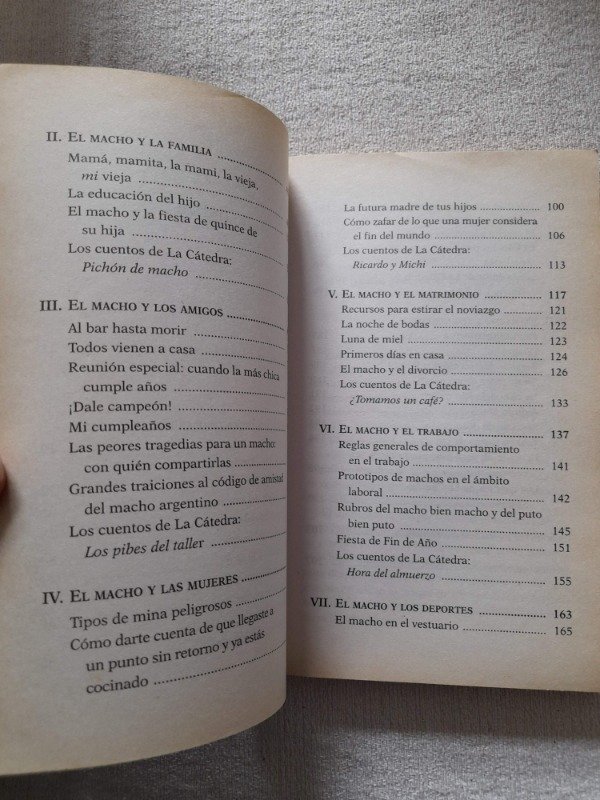 II. EL MACHO Y LA FAMILIA ........................
Mamá, mamita, la mami, la vieja,
mi vieja ........................
La educación del hijo ........................
El macho y la fiesta de quince de
su hija ........................
Los cuentos de La Cátedra:
Pichón de macho ........................
III. EL MACHO Y LOS AMIGOS ........................
Al bar hasta morir ........................
Todos vienen a casa ........................
Reunión especial: cuando la más chica
cumple años ........................
¡Dale campeón! ........................
Mi cumpleaños ........................
Las peores tragedias para un macho:
con quién compartirlas ........................
Grandes traiciones al código de amistad
del macho argentino ........................
Los cuentos de La Cátedra:
Los pibes del taller ........................
IV. EL MACHO Y LAS MUJERES ........................
Tipos de mina peligrosos ........................
Cómo darte cuenta de que llegaste a
un punto sin retorno y ya estás
cocinado ........................
La futura madre de tus hijos ........................ 100
Cómo zafar de lo que una mujer considera
el fin del mundo ........................ 106
Los cuentos de La Cátedra:
Ricardo y Michi ........................ 113
V. EL MACHO Y EL MATRIMONIO ........................ 117
Recursos para estirar el noviazgo ........................ 121
La noche de bodas ........................ 122
Luna de miel ........................ 123
Primeros días en casa ........................ 124
El macho y el divorcio ........................ 126
Los cuentos de La Cátedra:
¿Tomamos un café? ........................ 133
VI. EL MACHO Y EL TRABAJO ........................ 137
Reglas generales de comportamiento
en el trabajo ........................ 141
Prototipos de machos en el ámbito
laboral ........................ 142
Rubros del macho bien macho y del puto
bien puto ........................ 145
Fiesta de Fin de Año ........................ 151
Los cuentos de La Cátedra:
Hora del almuerzo ........................ 155
VII. EL MACHO Y LOS DEPORTES ........................ 163
El macho en el vestuario ........................ 165